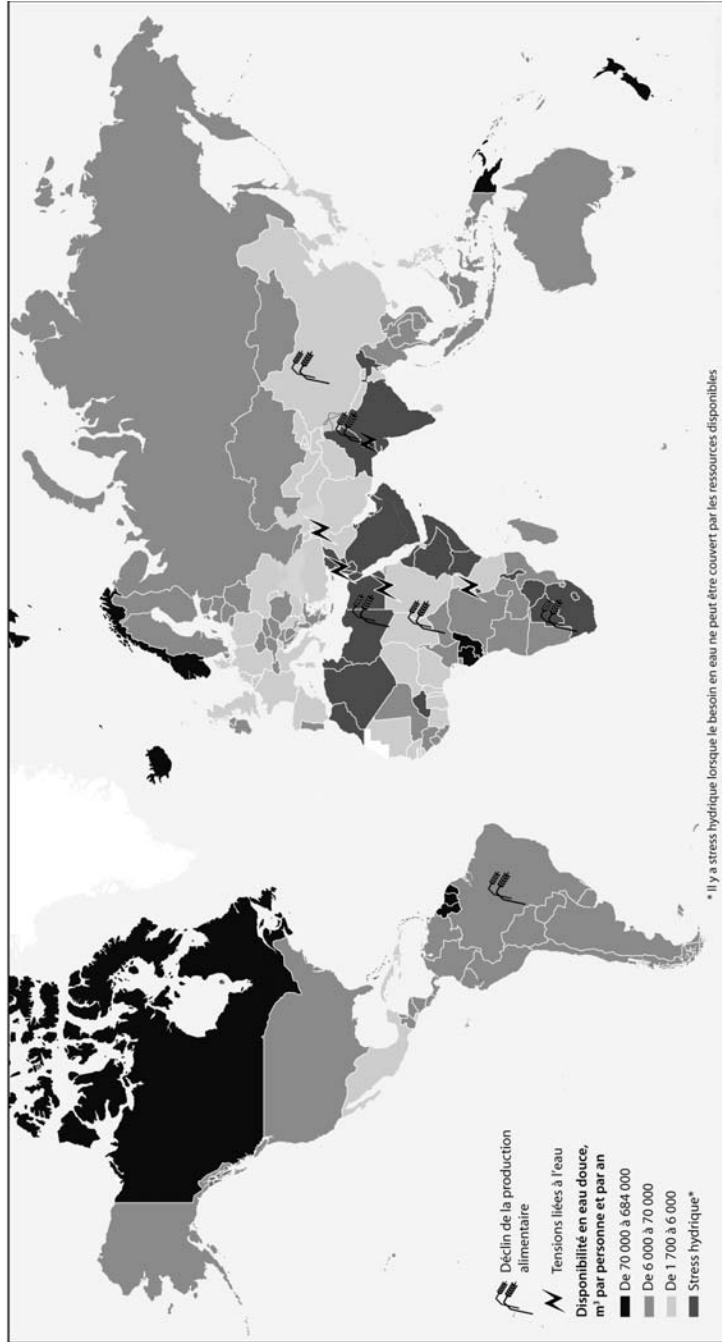 Déclin de la production
alimentaire
Tensions liées à l'eau
Disponibilité en eau douce,
m³ par personne et par an
De 70 000 à 684 000
De 6 000 à 70 000
De 1 700 à 6 000
Stress hydrique*
* Il y a stress hydrique lorsque le besoin en eau ne peut être couvert par les ressources disponibles